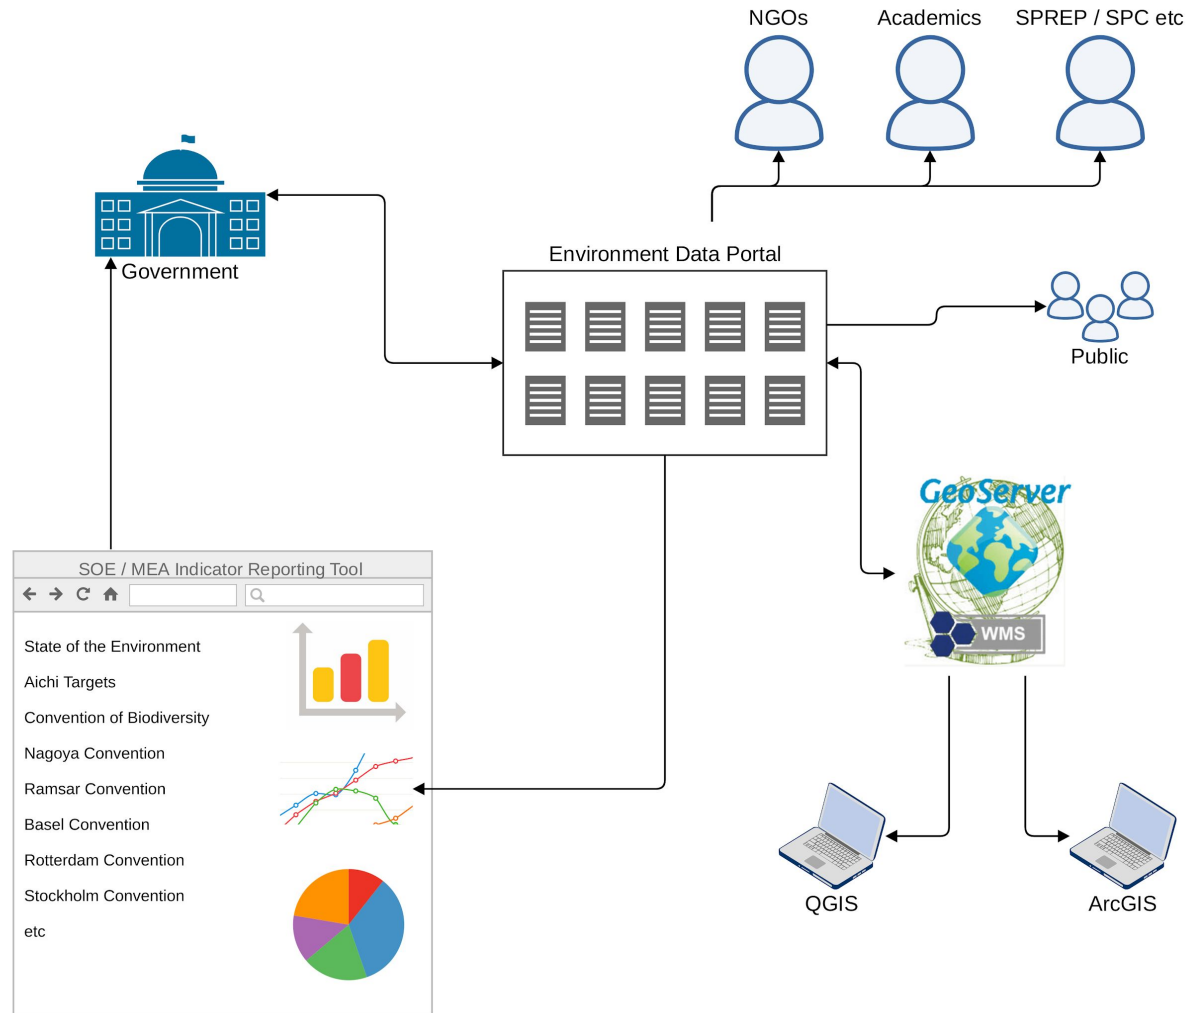 NGOs
Academics
SPREP / SPC etc
Government
Environment Data Portal
Public
GeoServer
WMS
SOE / MEA Indicator Reporting Tool
State of the Environment
Aichi Targets
Convention of Biodiversity
Nagoya Convention
Ramsar Convention
Basel Convention
Rotterdam Convention
Stockholm Convention
etc
QGIS
ArcGIS